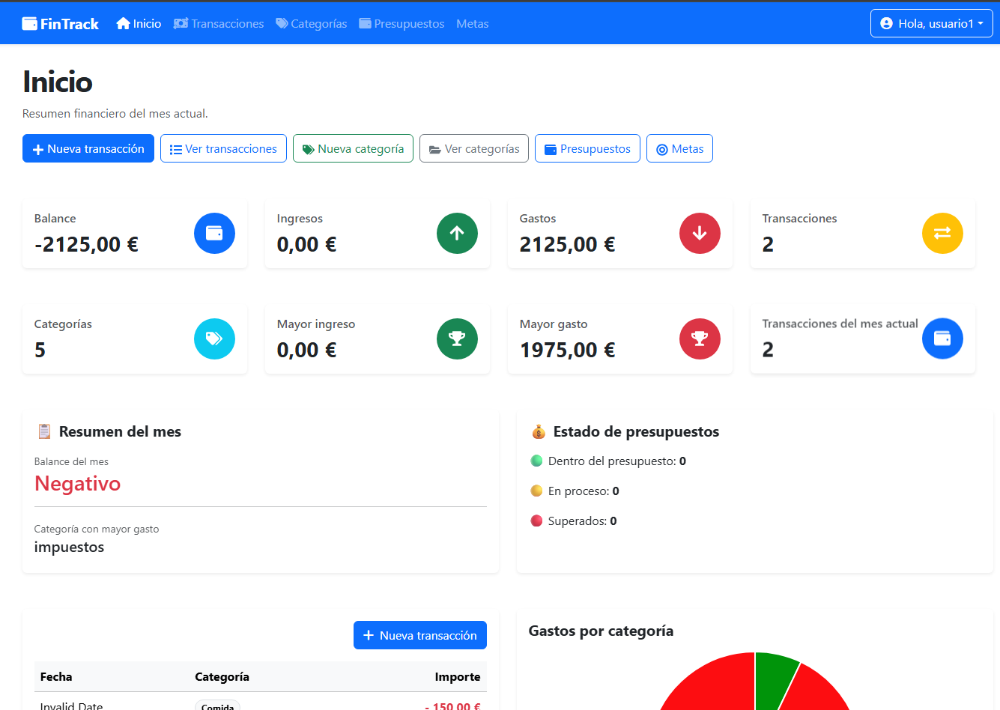 FinTrack Inicio Transacciones Categorías Presupuestos Metas Hola, usuario1
Inicio
Resumen financiero del mes actual.
Nueva transacción Ver transacciones Nueva categoría Ver categorías Presupuestos Metas
Balance
-2125,00 €
Ingresos
0,00 €
Gastos
2125,00 €
Transacciones
2
Categorías
5
Mayor ingreso
0,00 €
Mayor gasto
1975,00 €
Transacciones del mes actual
2
Resumen del mes
Balance del mes
Negativo
Categoría con mayor gasto
impuestos
Estado de presupuestos
Dentro del presupuesto: 0
En proceso: 0
Superados: 0
Nueva transacción
Fecha Categoría Importe
Invalid Date Comida - 150,00 €
Gastos por categoría